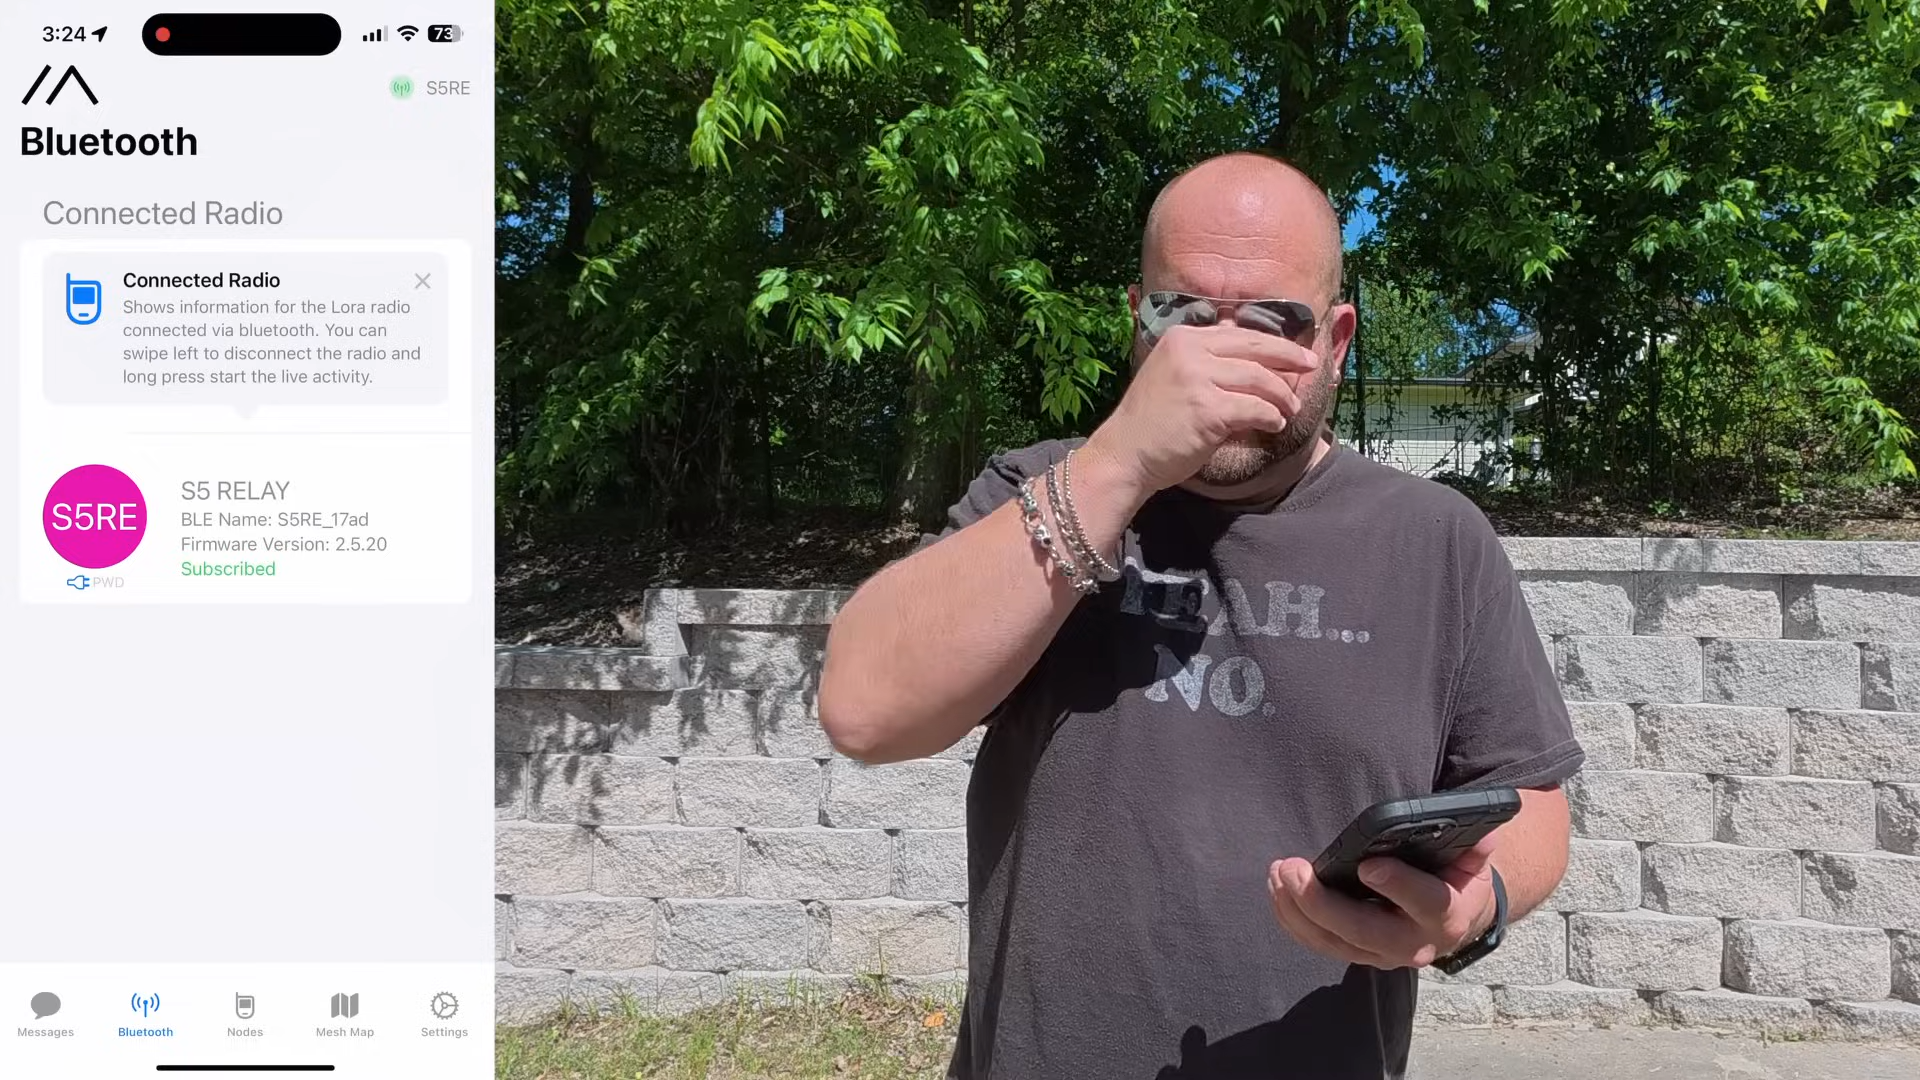 3:24
73
S5RE
Bluetooth
Connected Radio
Connected Radio
Shows information for the Lora radio
connected via bluetooth. You can
swipe left to disconnect the radio and
long press start the live activity.
S5RE
S5 RELAY
BLE Name: S5RE_17ad
Firmware Version: 2.5.20
Subscribed
PWD
Messages
Bluetooth
Nodes
Mesh Map
Settings
YEAH...
NO.